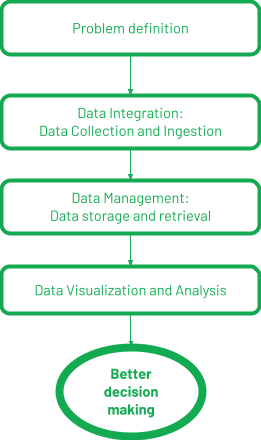 Problem definition
Data Integration:
Data Collection and Ingestion
Data Management:
Data storage and retrieval
Data Visualization and Analysis
Better
decision
making